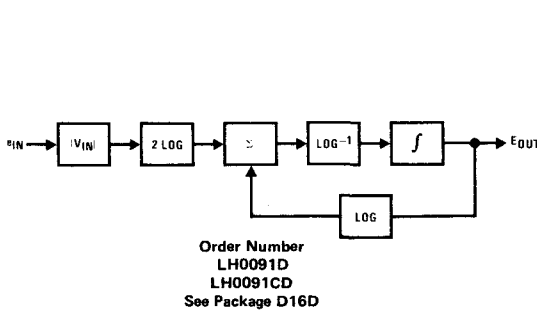 eIN
|VIN|
2 LOG
Σ
LOG−1
∫
EOUT
LOG
Order Number
LH0091D
LH0091CD
See Package D16D